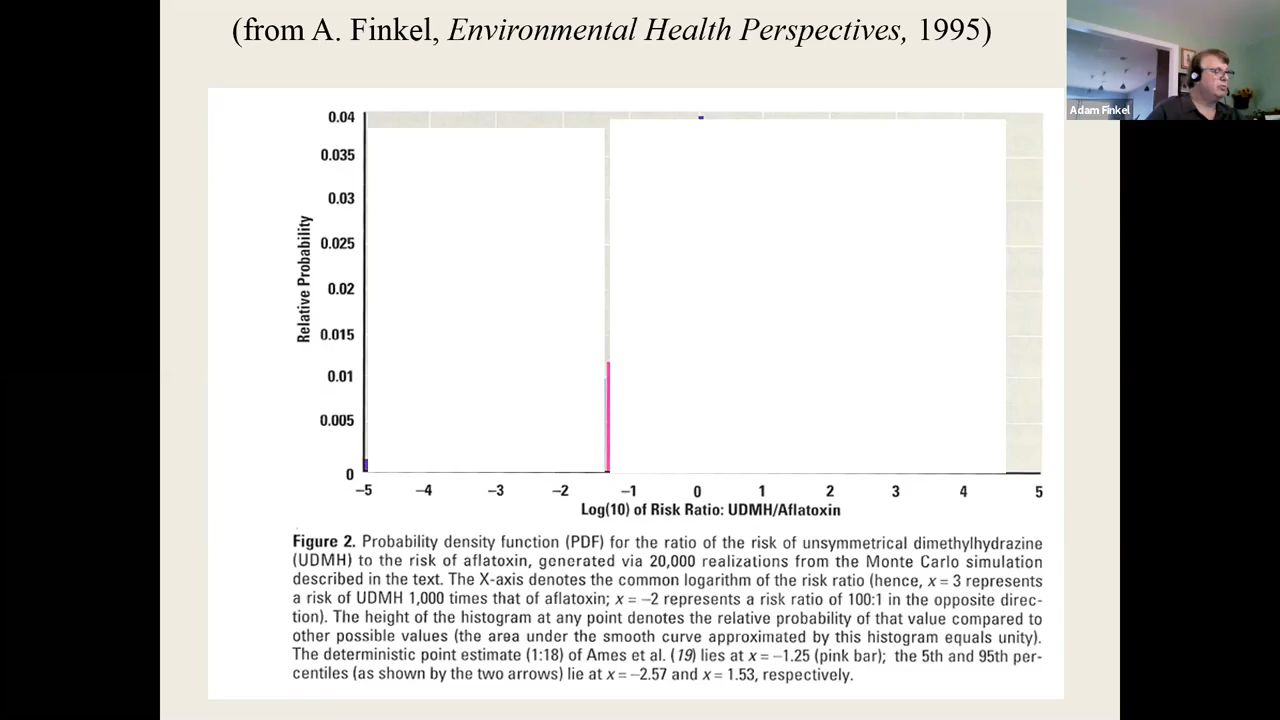 (from A. Finkel, Environmental Health Perspectives, 1995)
Adam Finkel
0.04
0.035
0.03
0.025
0.02
0.015
0.01
0.005
0
Relative Probability
–5 –4 –3 –2 –1 0 1 2 3 4 5
Log(10) of Risk Ratio: UDMH/Aflatoxin
Figure 2. Probability density function (PDF) for the ratio of the risk of unsymmetrical dimethylhydrazine
(UDMH) to the risk of aflatoxin, generated via 20,000 realizations from the Monte Carlo simulation
described in the text. The X-axis denotes the common logarithm of the risk ratio (hence, x = 3 represents
a risk of UDMH 1,000 times that of aflatoxin; x = –2 represents a risk ratio of 100:1 in the opposite direc-
tion). The height of the histogram at any point denotes the relative probability of that value compared to
other possible values (the area under the smooth curve approximated by this histogram equals unity).
The deterministic point estimate (1:18) of Ames et al. (19) lies at x = –1.25 (pink bar); the 5th and 95th per-
centiles (as shown by the two arrows) lie at x = –2.57 and x = 1.53, respectively.